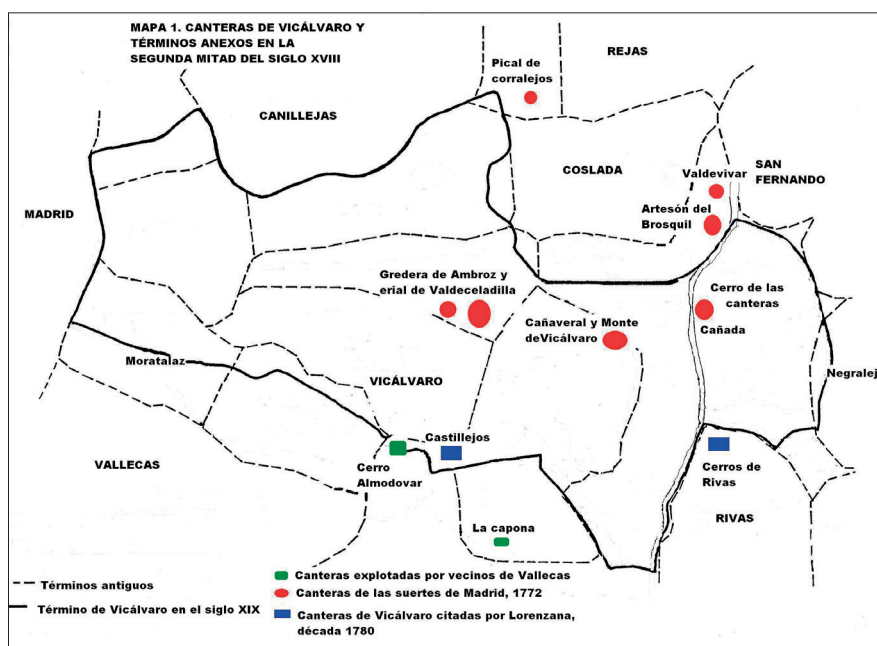 MAPA 1. CANTERAS DE VICÁLVARO Y
TÉRMINOS ANEXOS EN LA
SEGUNDA MITAD DEL SIGLO XVIII
REJAS
Pical de
corralejos
CANILLEJAS
COSLADA
SAN
FERNANDO
Valdevivar
MADRID
Artesón del
Brosquil
Gredera de Ambroz y
erial de Valdeceladilla
Cerro de las
canteras
Cañada
Cañaveral y Monte
deVicálvaro
Moratalaz
VICÁLVARO
Negralej
Castillejos
VALLECAS
Cerro
Almodovar
Cerros de
Rivas
La capona
RIVAS
Términos antiguos
Término de Vicálvaro en el siglo XIX
Canteras explotadas por vecinos de Vallecas
Canteras de las suertes de Madrid, 1772
Canteras de Vicálvaro citadas por Lorenzana,
década 1780